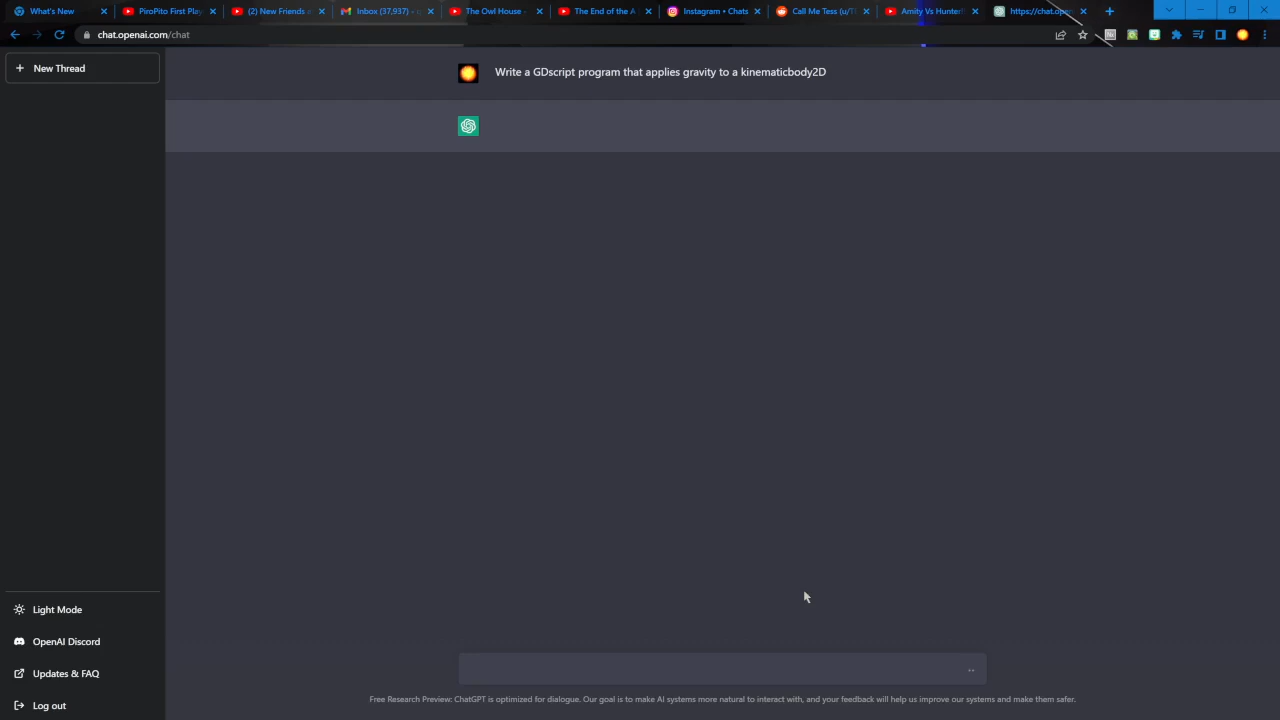 What's New
PiroPito First Play
(2) New Friends a
Inbox (37,937) -
The Owl House -
The End of the A
Instagram • Chats
Call Me Tess (u/TI
Amity Vs Hunter!
https://chat.open
chat.openai.com/chat
New Thread
Write a GDscript program that applies gravity to a kinematicbody2D
Light Mode
OpenAI Discord
Updates & FAQ
Log out
Free Research Preview: ChatGPT is optimized for dialogue. Our goal is to make AI systems more natural to interact with, and your feedback will help us improve our systems and make them safer.